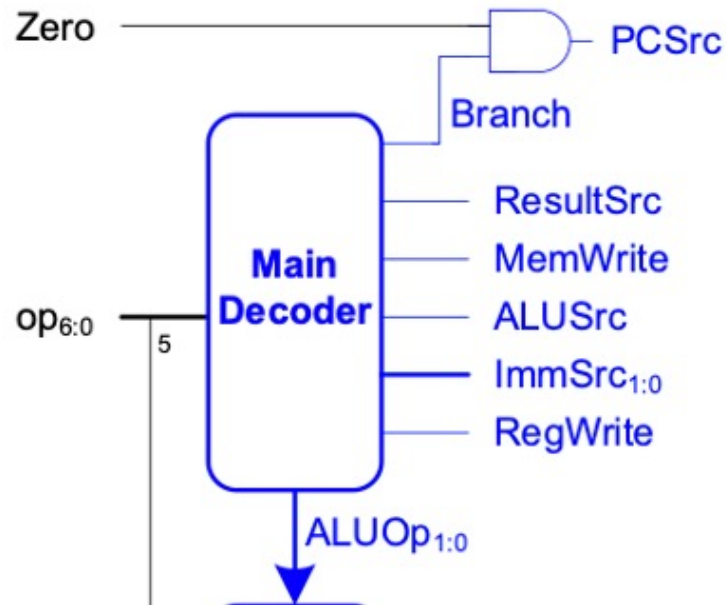 Zero
PCSrc
Branch
ResultSrc
Main
Decoder
MemWrite
op6:0
5
ALUSrc
ImmSrc1:0
RegWrite
ALUOp1:0